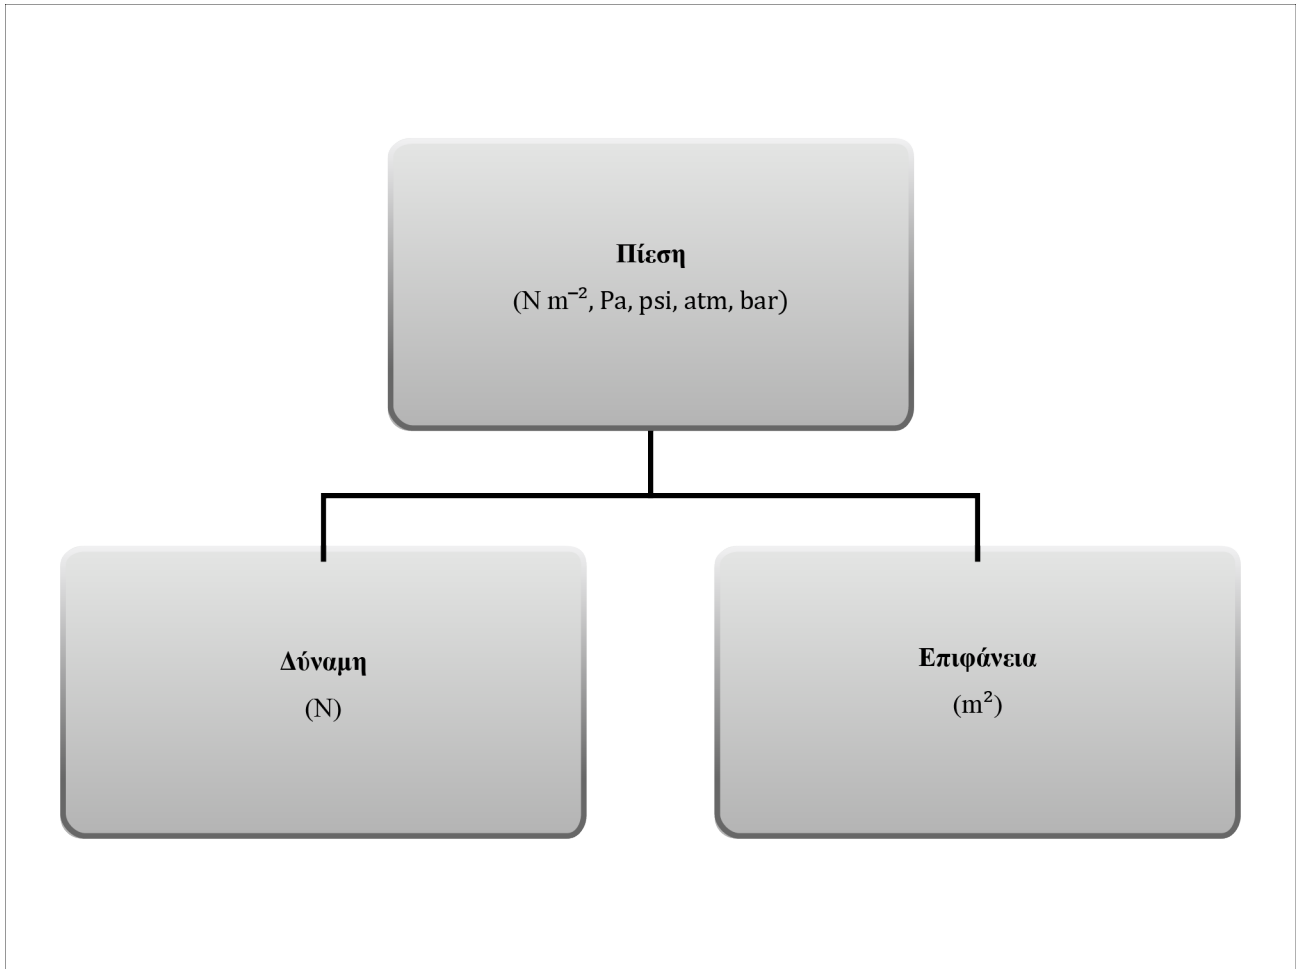 Πίεση
(N m⁻², Pa, psi, atm, bar)
Δύναμη
(N)
Επιφάνεια
(m²)